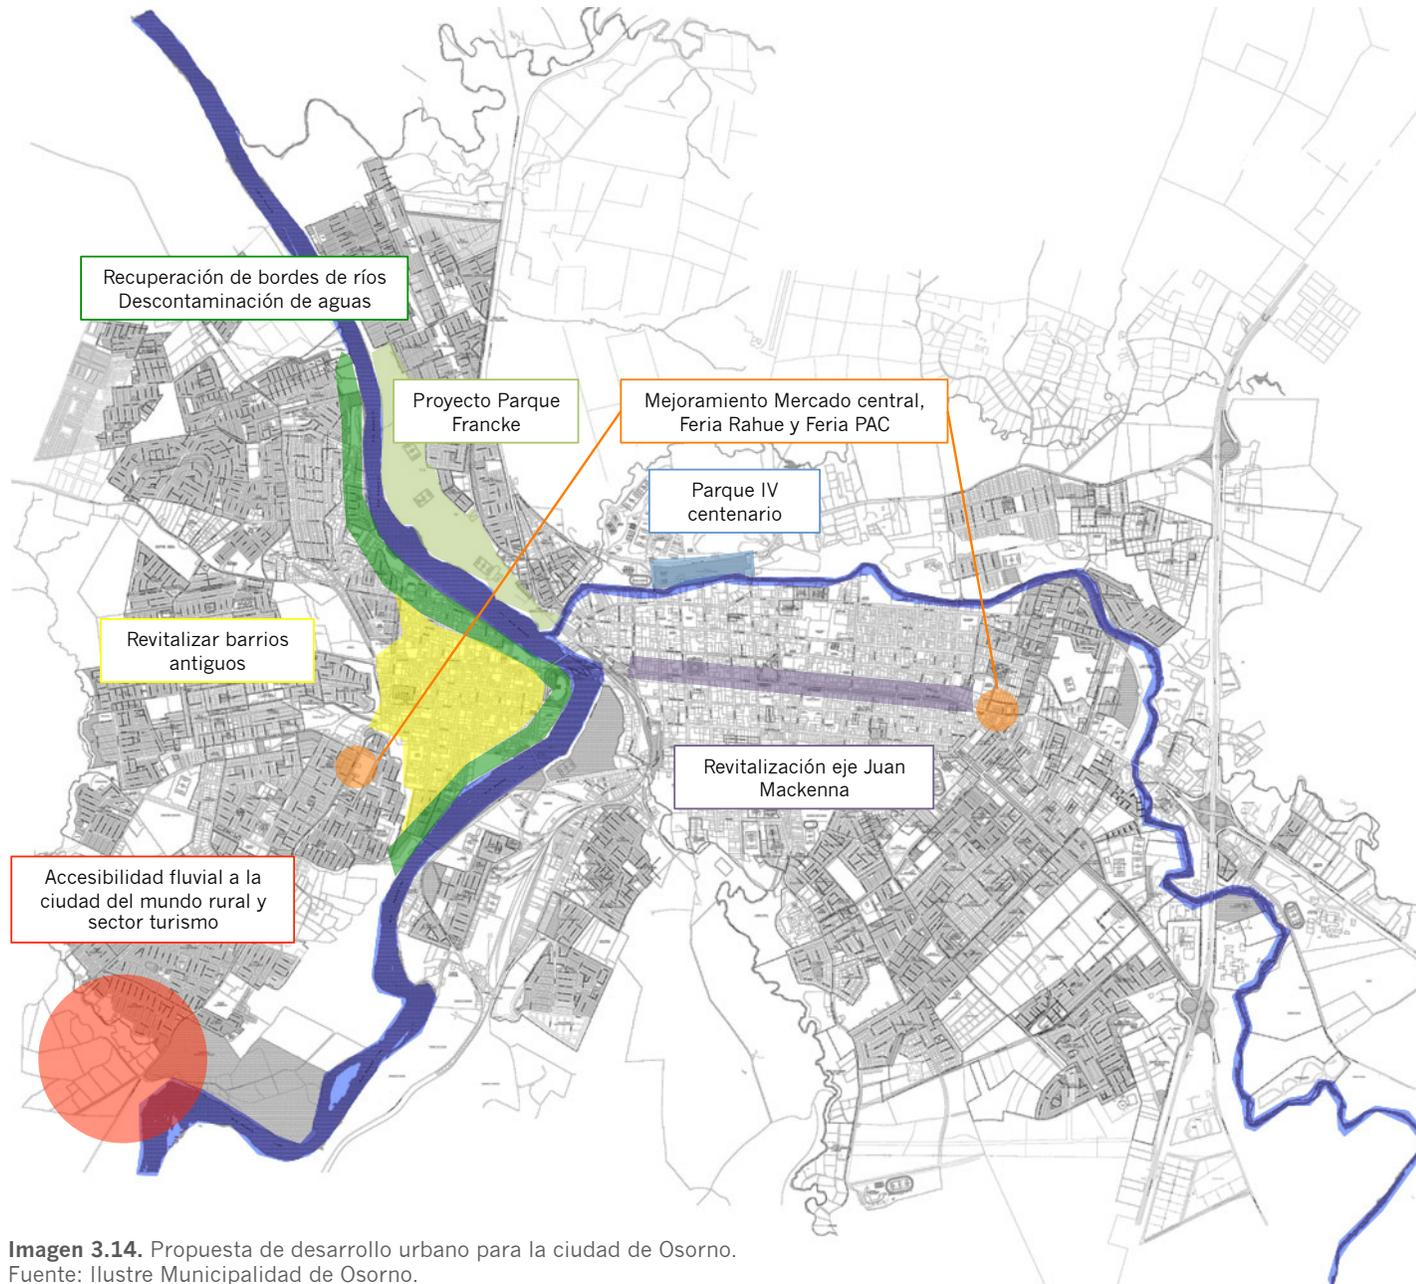 Recuperación de bordes de ríos
Descontaminación de aguas
Proyecto Parque
Francke
Mejoramiento Mercado central,
Feria Rahue y Feria PAC
Parque IV
centenario
Revitalizar barrios
antiguos
Revitalización eje Juan
Mackenna
Accesibilidad fluvial a la
ciudad del mundo rural y
sector turismo
Imagen 3.14. Propuesta de desarrollo urbano para la ciudad de Osorno.
Fuente: Ilustre Municipalidad de Osorno.